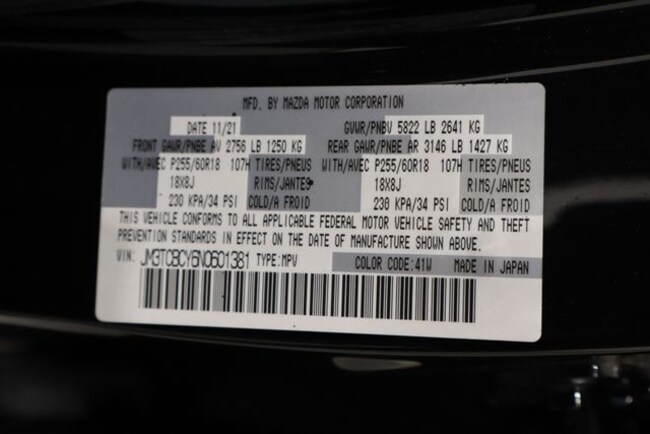 MFD. BY MAZDA MOTOR CORPORATION
DATE 11/21 GVWR/PNBV 5822 LB 2641 KG
FRONT GAWR/PNBE AV 2756 LB 1250 KG REAR GAWR/PNBE AR 3146 LB 1427 KG
WITH/AVEC P255/60R18 107H TIRES/PNEUS WITH/AVEC P255/60R18 107H TIRES/PNEUS
18X8J RIMS/JANTES 18X8J RIMS/JANTES
230 KPA/34 PSI COLD/A FROID 230 KPA/34 PSI COLD/A FROID
THIS VEHICLE CONFORMS TO ALL APPLICABLE FEDERAL MOTOR VEHICLE SAFETY AND THEFT
PREVENTION STANDARDS IN EFFECT ON THE DATE OF MANUFACTURE SHOWN ABOVE.
VIN: JM3TCBCY6N0601381 TYPE:MPV COLOR CODE:41W MADE IN JAPAN